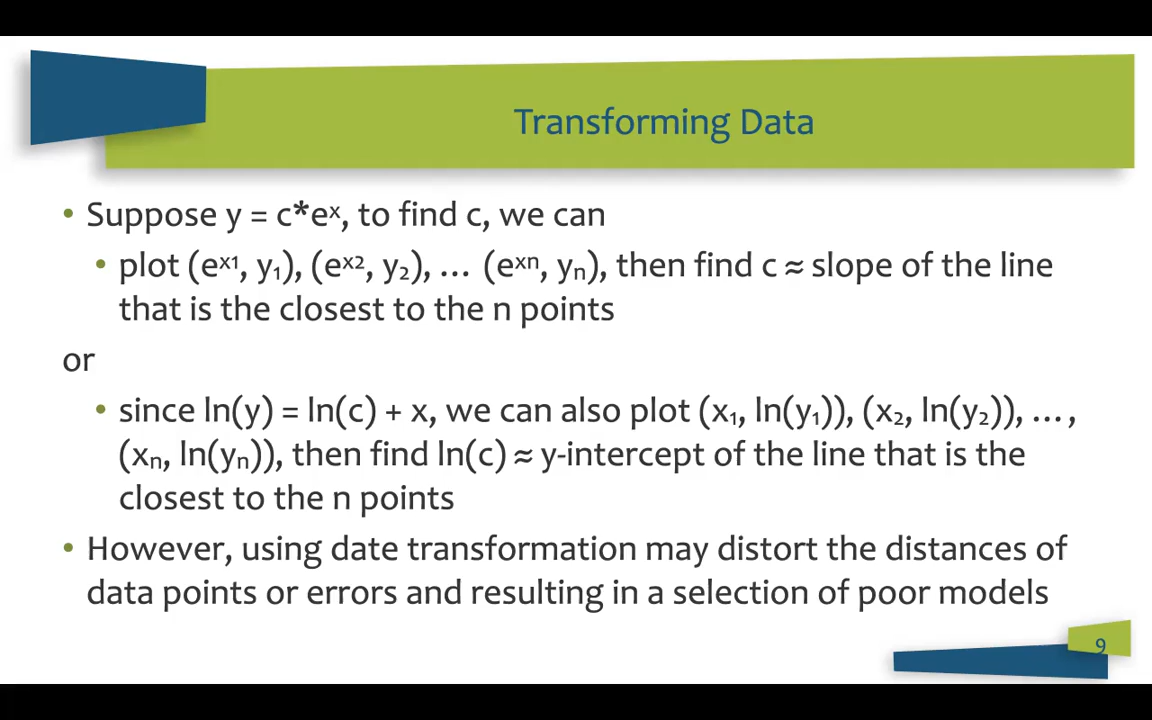 Transforming Data
• Suppose y = c*eˣ, to find c, we can
• plot (eˣ¹, y₁), (eˣ², y₂), … (eˣⁿ, yₙ), then find c ≈ slope of the line
that is the closest to the n points
or
• since ln(y) = ln(c) + x, we can also plot (x₁, ln(y₁)), (x₂, ln(y₂)), …,
(xₙ, ln(yₙ)), then find ln(c) ≈ y-intercept of the line that is the
closest to the n points
• However, using date transformation may distort the distances of
data points or errors and resulting in a selection of poor models
9